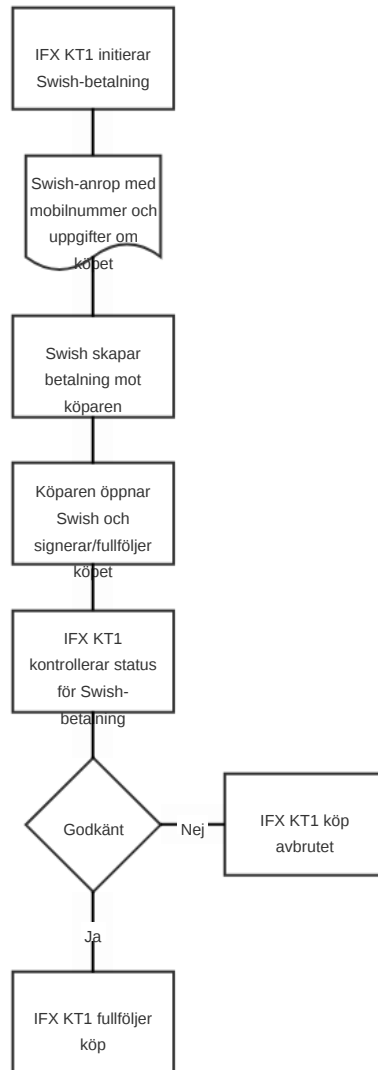 IFX KT1 initierar
Swish-betalning
Swish-anrop med
mobilnummer och
uppgifter om
köpet
Swish skapar
betalning mot
köparen
Köparen öppnar
Swish och
signerar/fullföljer
köpet
IFX KT1
kontrollerar status
för Swish-
betalning
Godkänt
Nej
IFX KT1 köp
avbrutet
Ja
IFX KT1 fullföljer
köp